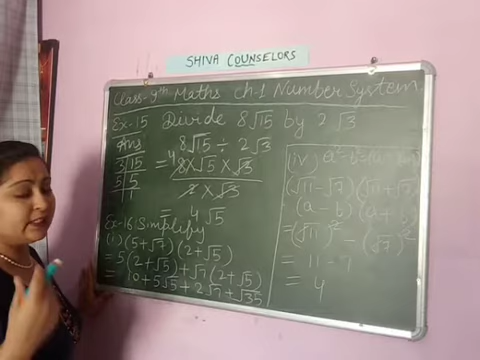 SHIVA COUNSELORS
Class-9th Maths ch-1 Number System
Ex-15 Divide 8√15 by 2√3
Ans 8√15 ÷ 2√3
3|15
5|5
1
= 4 8×√5×√3
2×√3
= 4√5
Ex-16 Simplify
(i) (5+√7)(2+√5)
= 5(2+√5)+√7(2+√5)
= 10+5√5+2√7+√35
(iv) a²-b²=(a-b)
(√11-√7)(√11+√7)
(a-b)(a+b)
=(√11)²-(√7)²
= 11-7
= 4